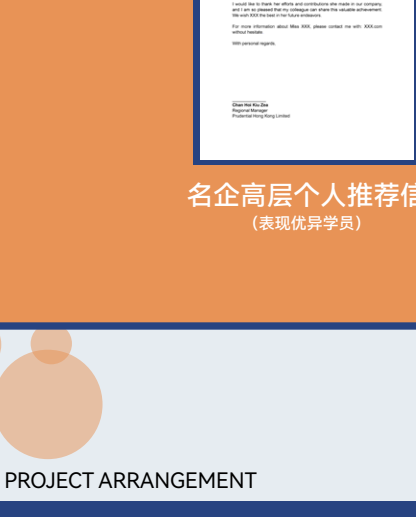 I would like to thank her efforts and contributions she made in our company,
and I am so pleased that my colleague can share this valuable achievement.
We wish XXX the best in her future endeavors.
For more information about Miss XXX, please contact me with: XXX.com
without hesitate.
With personal regards,
Chan Hoi Kiu Zoa
Regional Manager
Prudential Hong Kong Limited
名企高层个人推荐信
（表现优异学员）
PROJECT ARRANGEMENT